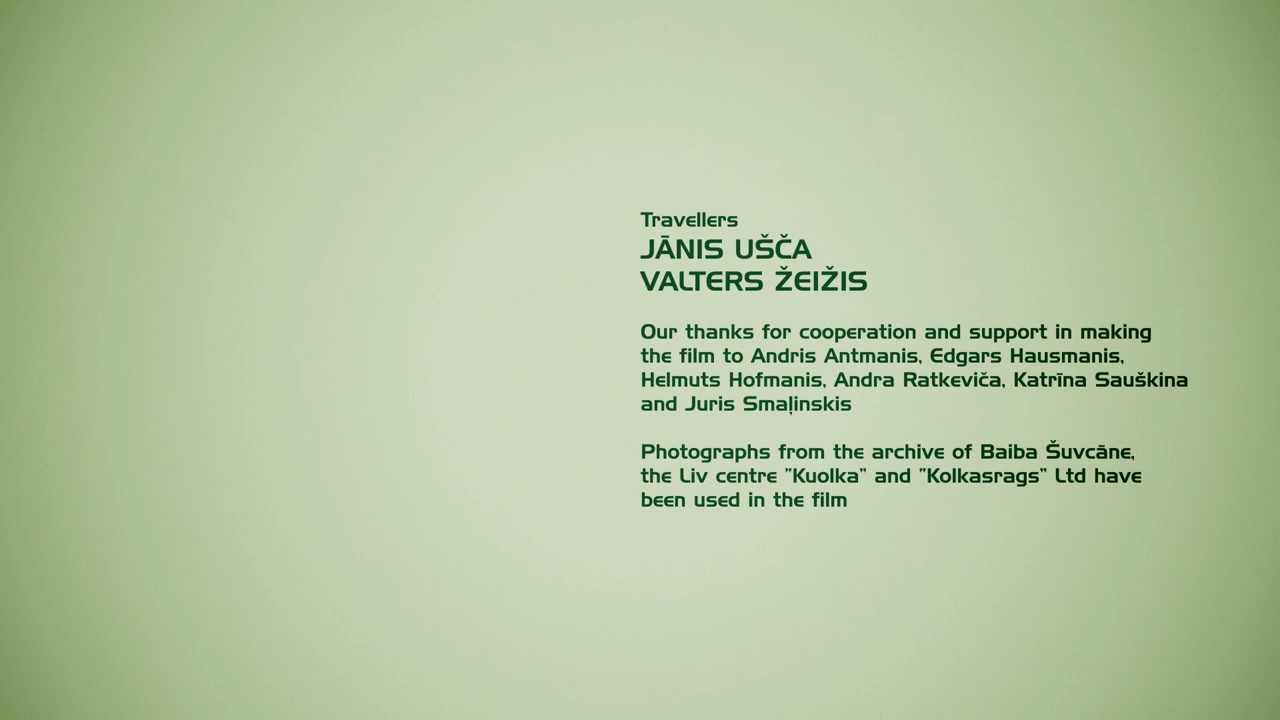 Travellers
JĀNIS UŠČA
VALTERS ŽEIŽIS
Our thanks for cooperation and support in making
the film to Andris Antmanis, Edgars Hausmanis,
Helmuts Hofmanis, Andra Ratkeviča, Katrīna Sauškina
and Juris Smaļinskis
Photographs from the archive of Baiba Šuvcāne,
the Liv centre "Kuolka" and "Kolkasrags" Ltd have
been used in the film